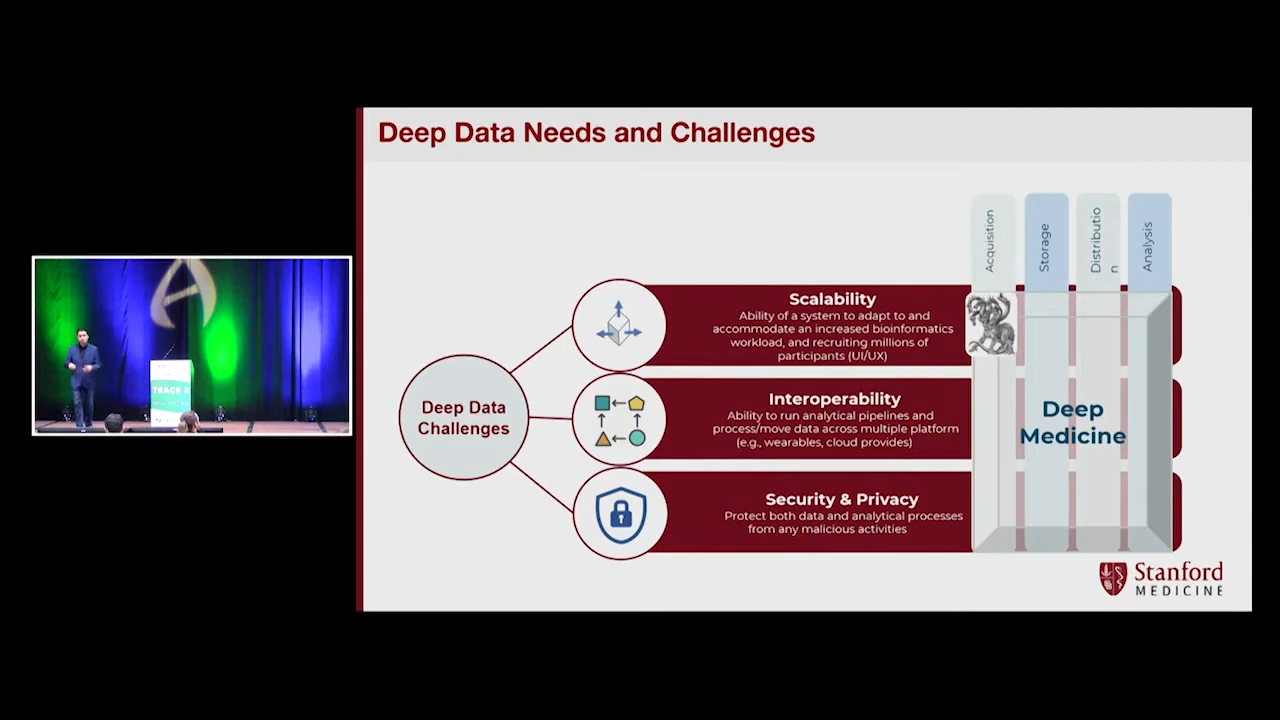 Deep Data Needs and Challenges
Acquisition
Storage
Distributio
n
Analysis
Deep Data
Challenges
Scalability
Ability of a system to adapt to and
accommodate an increased bioinformatics
workload, and recruiting millions of
participants (UI/UX)
Interoperability
Ability to run analytical pipelines and
process/move data across multiple platform
(e.g., wearables, cloud provides)
Security & Privacy
Protect both data and analytical processes
from any malicious activities
Deep
Medicine
Stanford
MEDICINE
TRACK 2